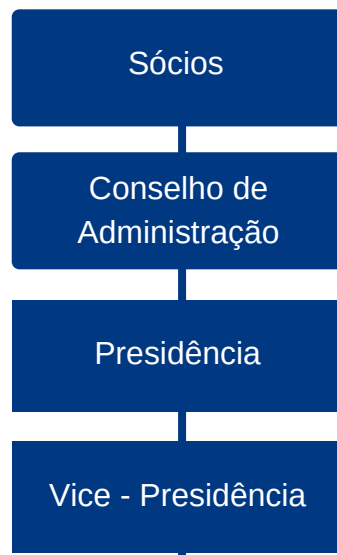 Sócios
Conselho de
Administração
Presidência
Vice - Presidência